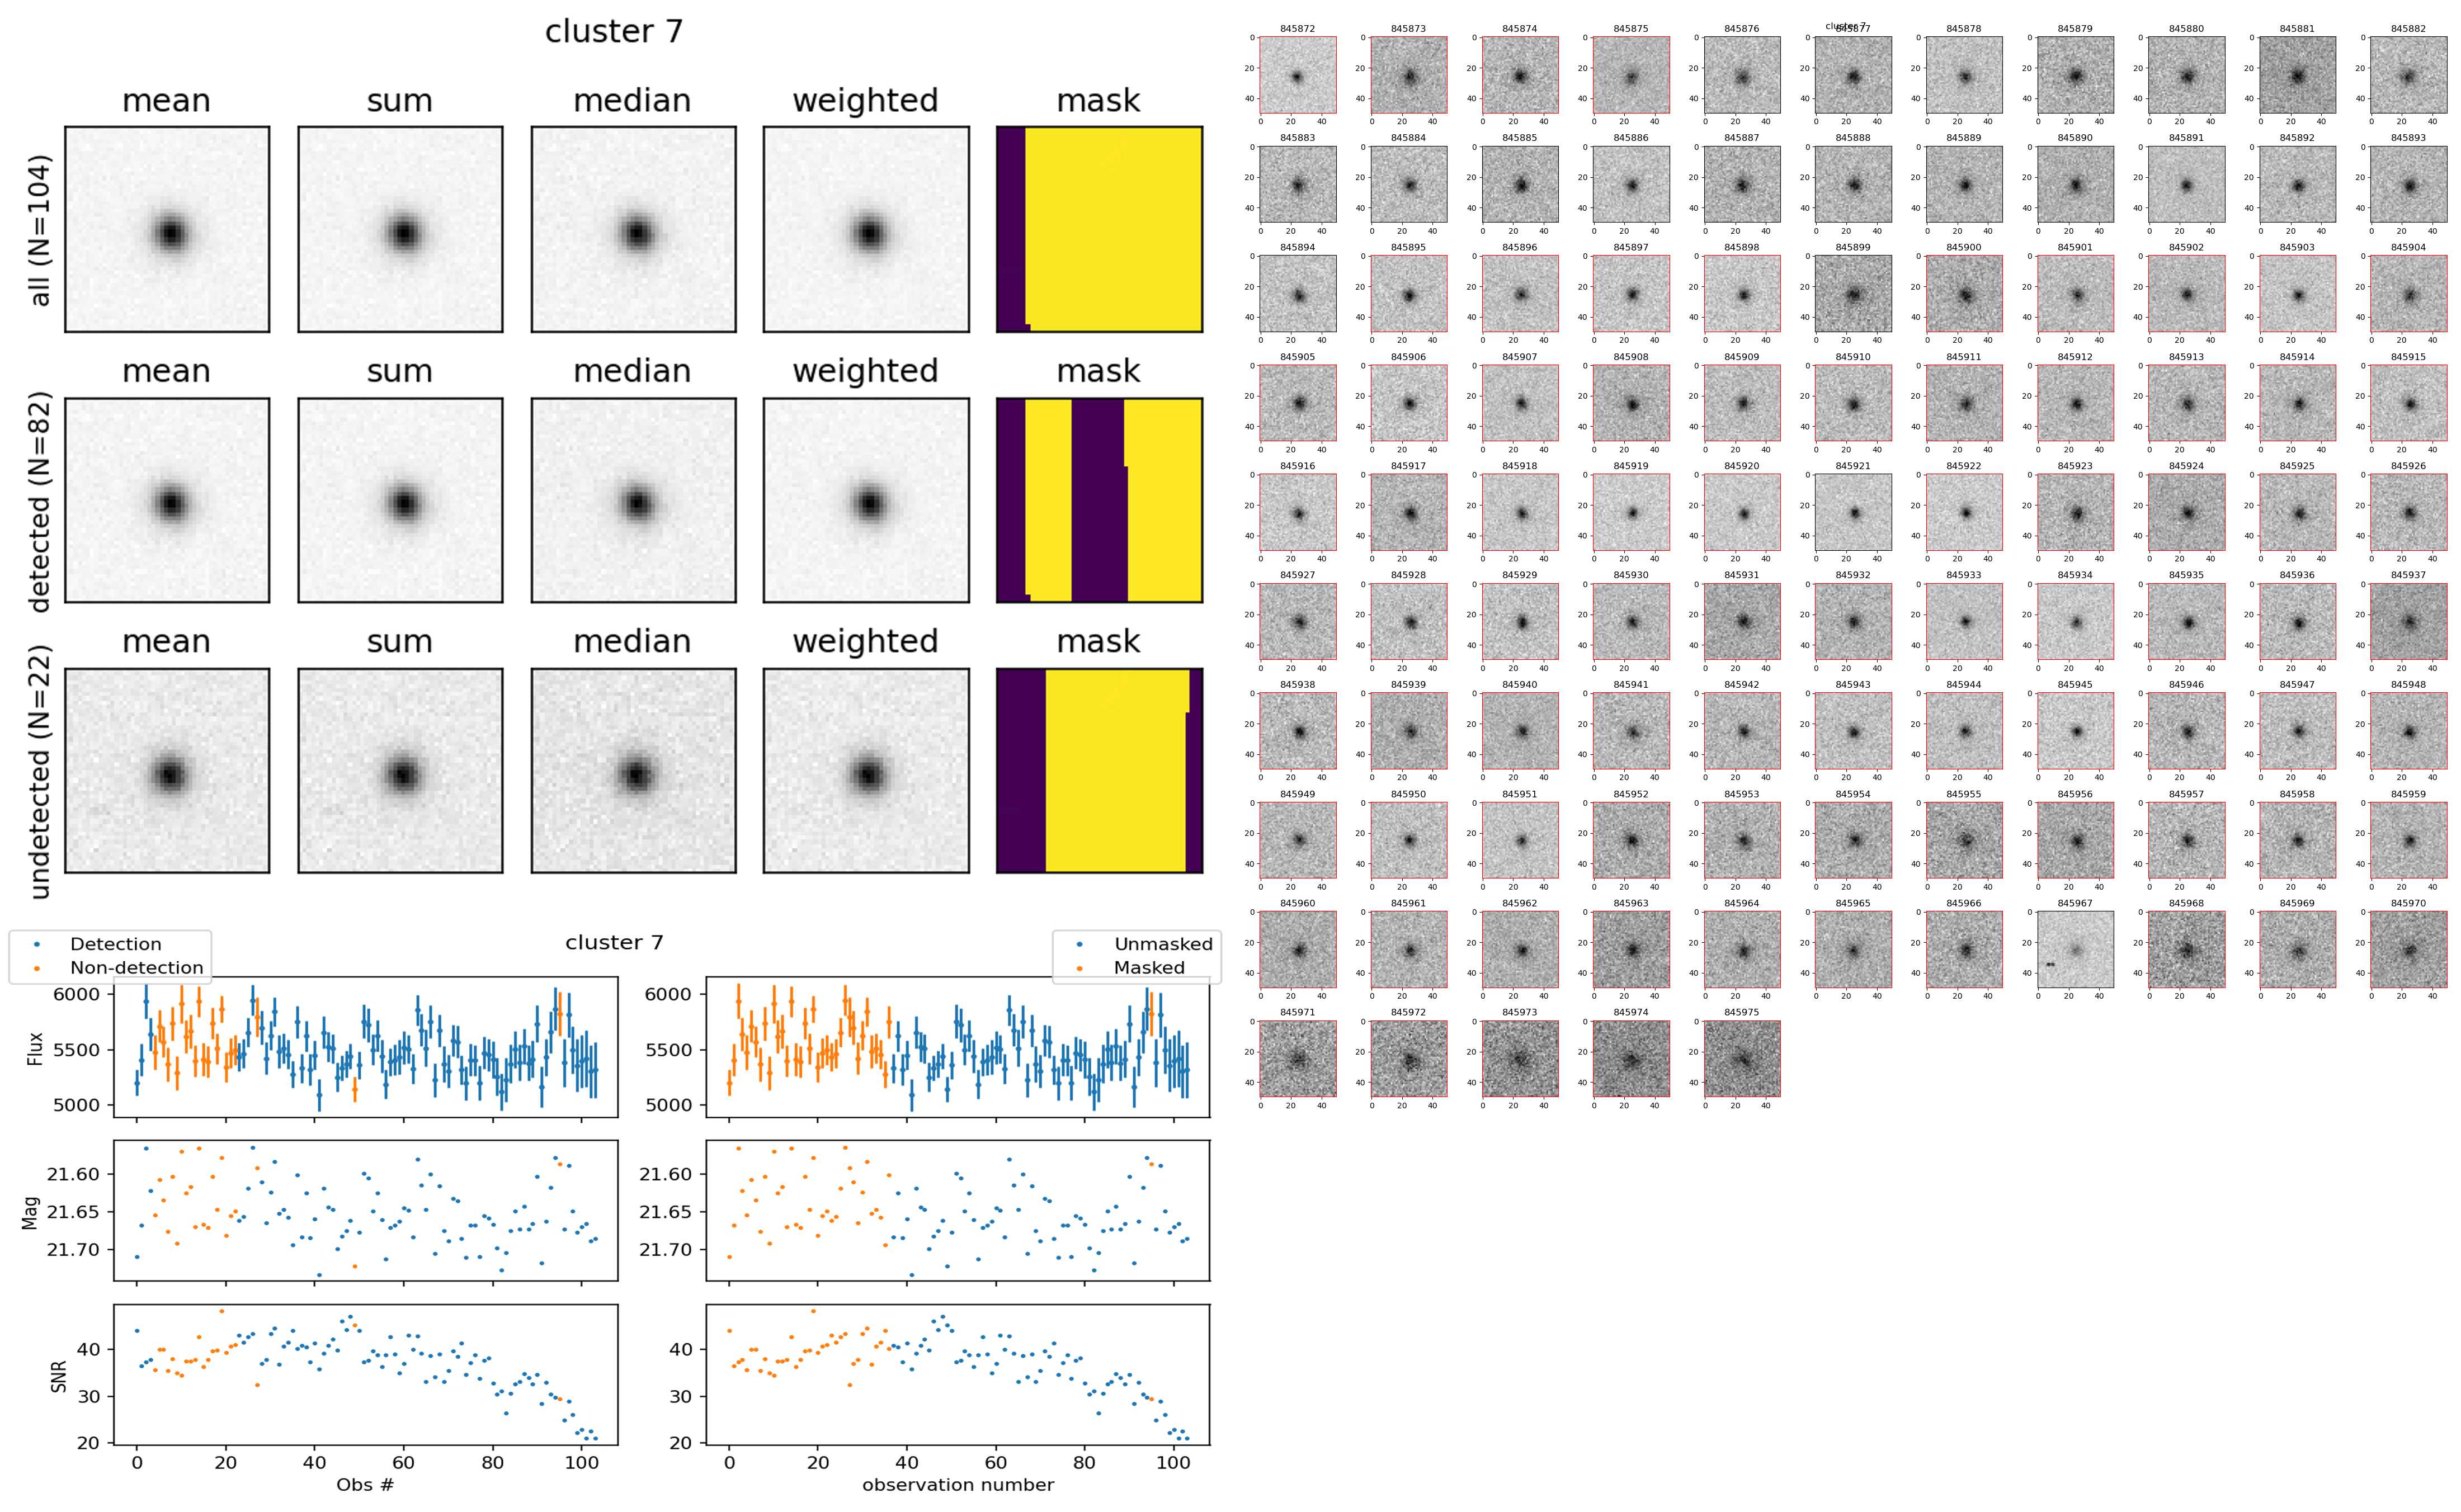 cluster 7
mean sum median weighted mask
all (N=104)
mean sum median weighted mask
detected (N=82)
mean sum median weighted mask
undetected (N=22)
Detection
Non-detection
cluster 7
Unmasked
Masked
Flux
6000
5500
5000
6000
5500
5000
Mag
21.60
21.65
21.70
21.60
21.65
21.70
SNR
40
30
20
40
30
20
0 20 40 60 80 100
Obs #
0 20 40 60 80 100
observation number
cluster 7
845872 845873 845874 845875 845876 845877 845878 845879 845880 845881 845882
845883 845884 845885 845886 845887 845888 845889 845890 845891 845892 845893
845894 845895 845896 845897 845898 845899 845900 845901 845902 845903 845904
845905 845906 845907 845908 845909 845910 845911 845912 845913 845914 845915
845916 845917 845918 845919 845920 845921 845922 845923 845924 845925 845926
845927 845928 845929 845930 845931 845932 845933 845934 845935 845936 845937
845938 845939 845940 845941 845942 845943 845944 845945 845946 845947 845948
845949 845950 845951 845952 845953 845954 845955 845956 845957 845958 845959
845960 845961 845962 845963 845964 845965 845966 845967 845968 845969 845970
845971 845972 845973 845974 845975